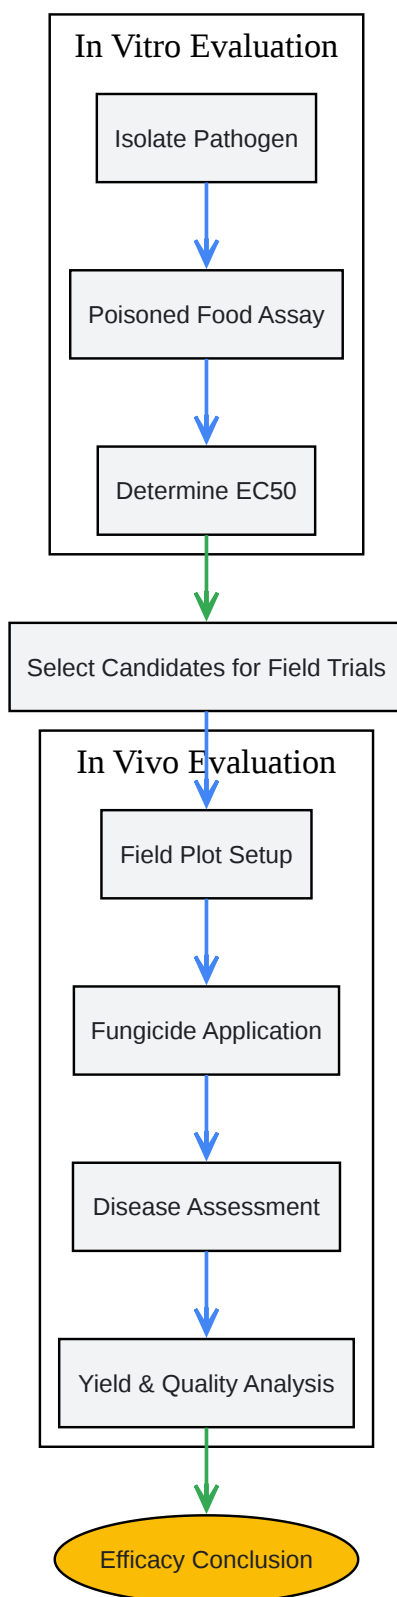 In Vitro Evaluation
Isolate Pathogen
Poisoned Food Assay
Determine EC50
Select Candidates for Field Trials
In Vivo Evaluation
Field Plot Setup
Fungicide Application
Disease Assessment
Yield & Quality Analysis
Efficacy Conclusion